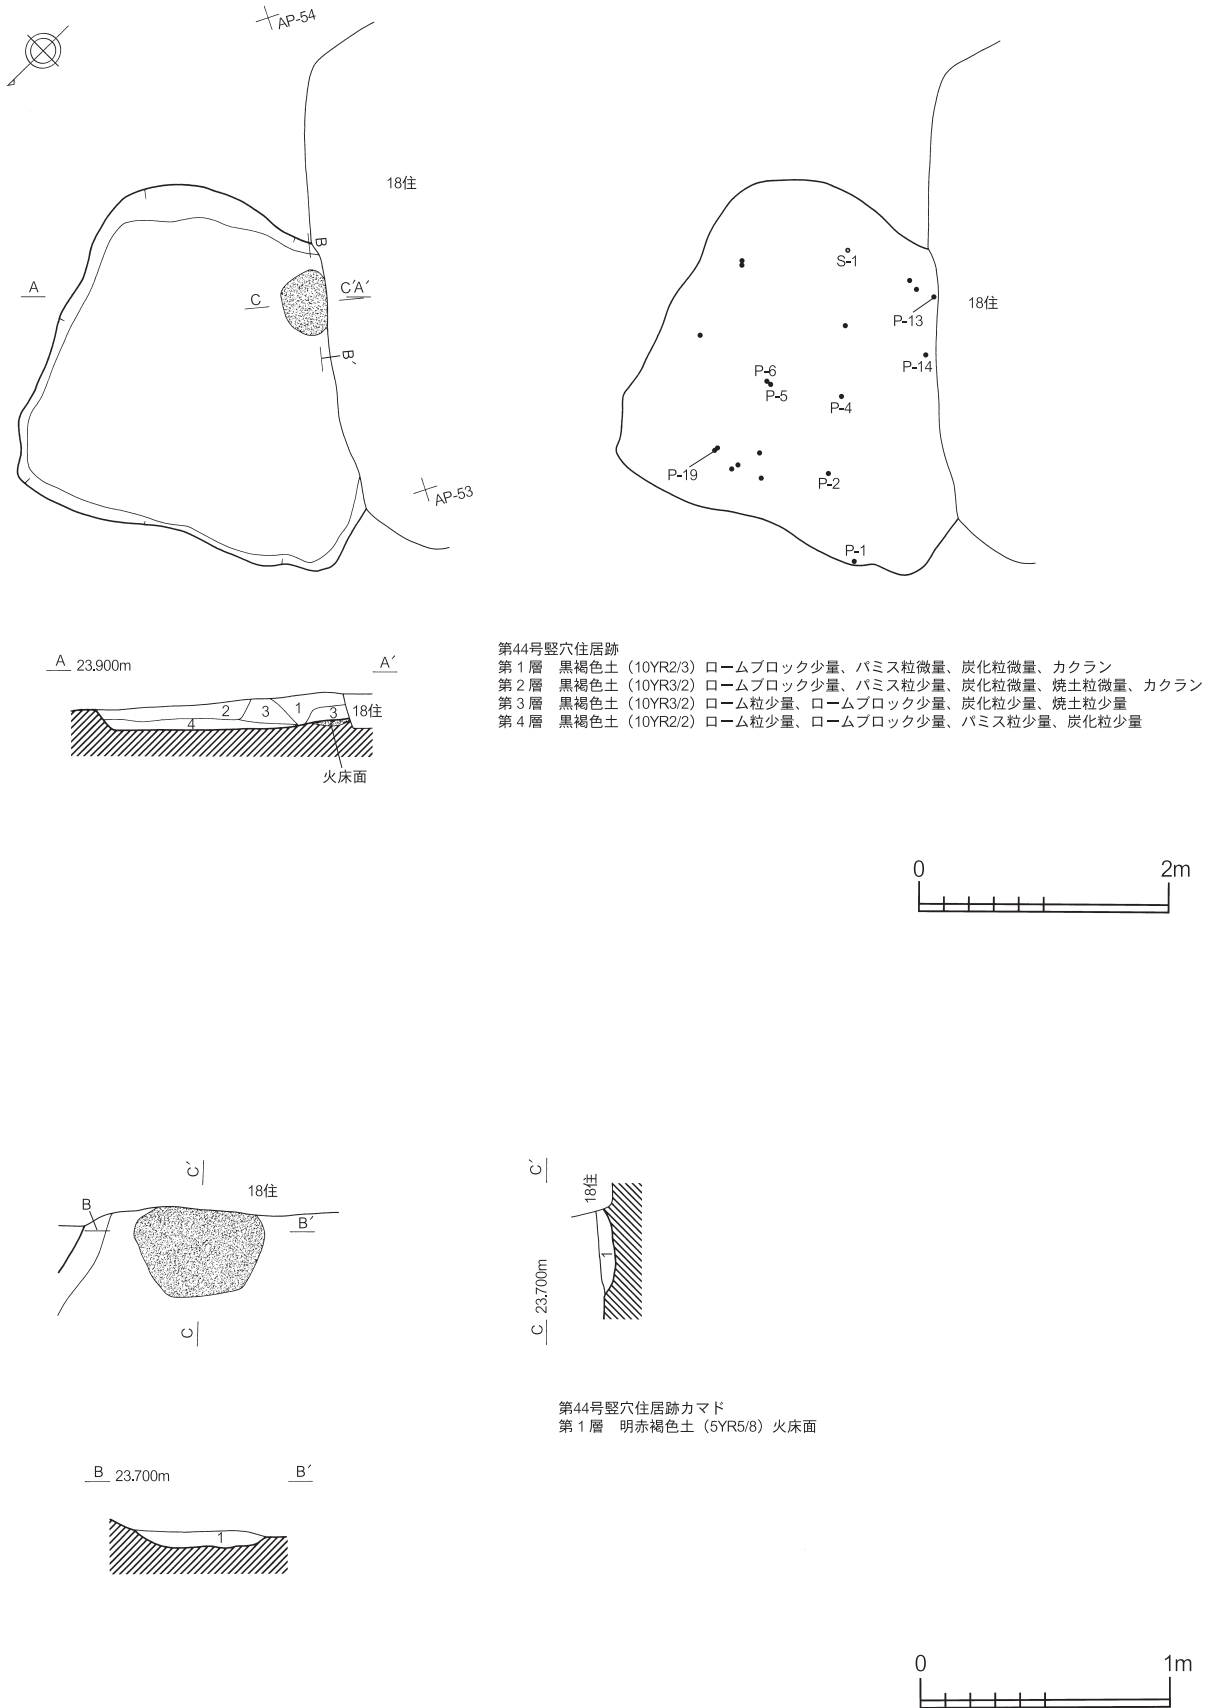 AP-54
18住
B
A
C
C′A′
B′
AP-53
S-1
P-13
18住
P-14
P-6
P-5
P-4
P-19
P-2
P-1
A 23.900m A′
2 3 1 3 18住
4
火床面
第44号竪穴住居跡
第1層 黒褐色土（10YR2/3）ロームブロック少量、パミス粒微量、炭化粒微量、カクラン
第2層 黒褐色土（10YR3/2）ロームブロック少量、パミス粒少量、炭化粒微量、焼土粒微量、カクラン
第3層 黒褐色土（10YR3/2）ローム粒少量、ロームブロック少量、炭化粒少量、焼土粒少量
第4層 黒褐色土（10YR2/2）ローム粒少量、ロームブロック少量、パミス粒少量、炭化粒少量
0 2m
C′
18住
B
B′
C
C′
18住
1
C 23.700m
第44号竪穴住居跡カマド
第1層 明赤褐色土（5YR5/8）火床面
B 23.700m B′
1
0 1m